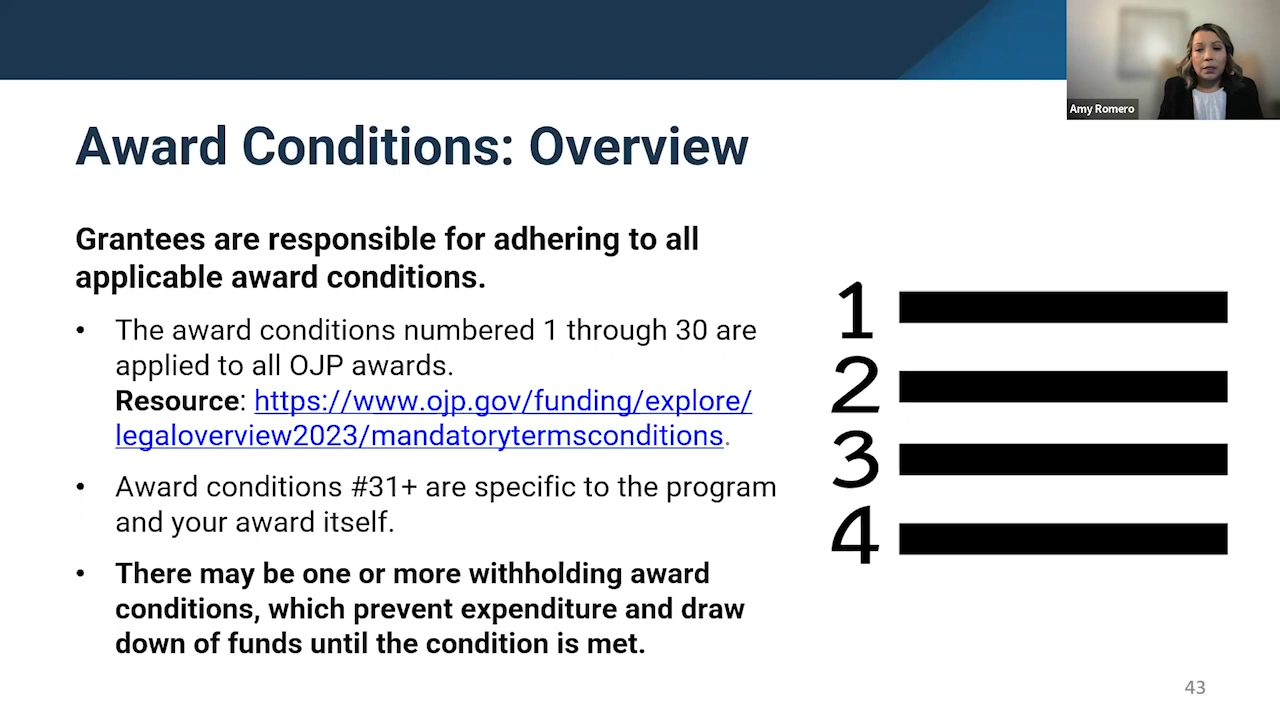 Amy Romero
Award Conditions: Overview
Grantees are responsible for adhering to all
applicable award conditions.
• The award conditions numbered 1 through 30 are
applied to all OJP awards.
Resource: https://www.ojp.gov/funding/explore/
legaloverview2023/mandatorytermsconditions.
• Award conditions #31+ are specific to the program
and your award itself.
• There may be one or more withholding award
conditions, which prevent expenditure and draw
down of funds until the condition is met.
1
2
3
4
43